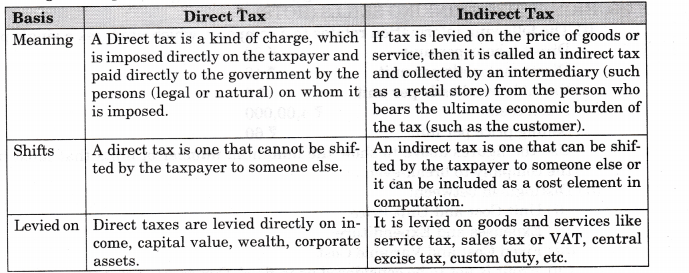 Basis Direct Tax Indirect Tax
Meaning
A Direct tax is a kind of charge, which
is imposed directly on the taxpayer and
paid directly to the government by the
persons (legal or natural) on whom it
is imposed.
If tax is levied on the price of goods or
service, then it is called an indirect tax
and collected by an intermediary (such
as a retail store) from the person who
bears the ultimate economic burden of
the tax (such as the customer).
Shifts
A direct tax is one that cannot be shif-
ted by the taxpayer to someone else.
An indirect tax is one that can be shif-
ted by the taxpayer to someone else or
it can be included as a cost element in
computation.
Levied on
Direct taxes are levied directly on in-
come, capital value, wealth, corporate
assets.
It is levied on goods and services like
service tax, sales tax or VAT, central
excise tax, custom duty, etc.